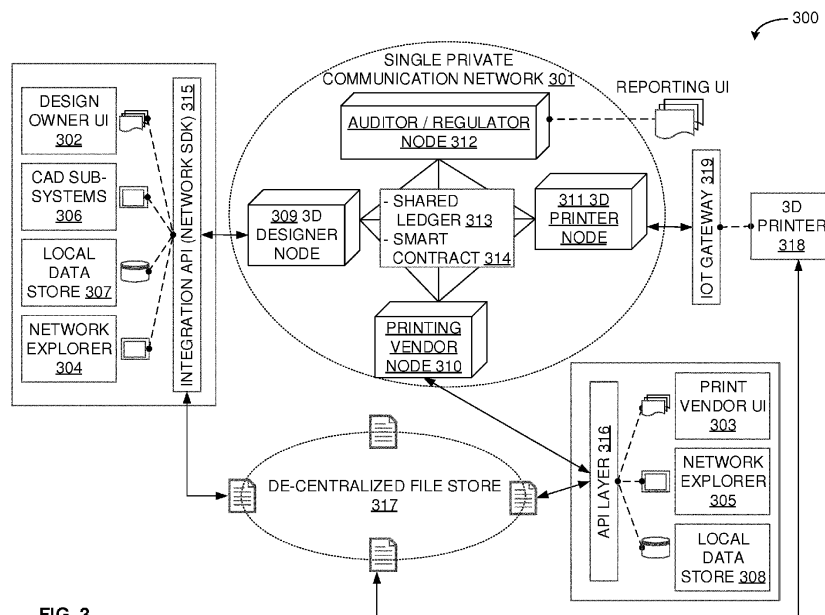 300
SINGLE PRIVATE
COMMUNICATION NETWORK 301
REPORTING UI
AUDITOR / REGULATOR
NODE 312
DESIGN
OWNER UI
302
CAD SUB-
SYSTEMS
306
LOCAL
DATA
STORE 307
NETWORK
EXPLORER
304
INTEGRATION API (NETWORK SDK) 315
309 3D
DESIGNER
NODE
- SHARED
LEDGER 313
- SMART
CONTRACT
314
311 3D
PRINTER
NODE
IOT GATEWAY 319
3D
PRINTER
318
PRINTING
VENDOR
NODE 310
DE-CENTRALIZED FILE STORE
317
API LAYER 316
PRINT
VENDOR UI
303
NETWORK
EXPLORER
305
LOCAL
DATA
STORE 308